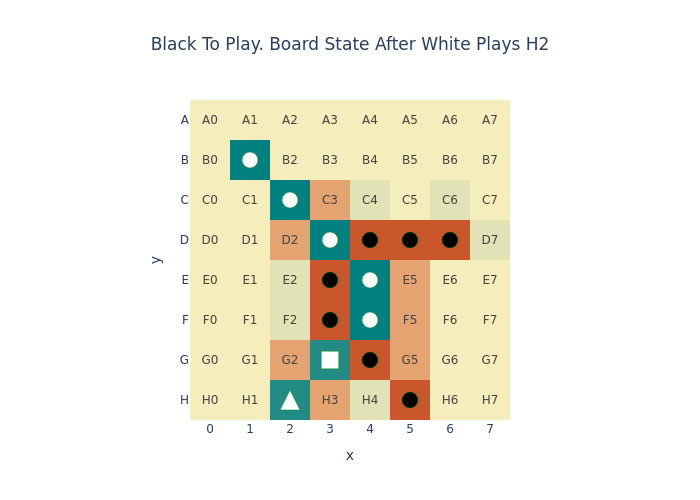 Black To Play. Board State After White Plays H2
A A0 A1 A2 A3 A4 A5 A6 A7
B B0 B2 B3 B4 B5 B6 B7
C C0 C1 C3 C4 C5 C6 C7
D D0 D1 D2 D7
y
E E0 E1 E2 E5 E6 E7
F F0 F1 F2 F5 F6 F7
G G0 G1 G2 G5 G6 G7
H H0 H1 H3 H4 H6 H7
0 1 2 3 4 5 6 7
x